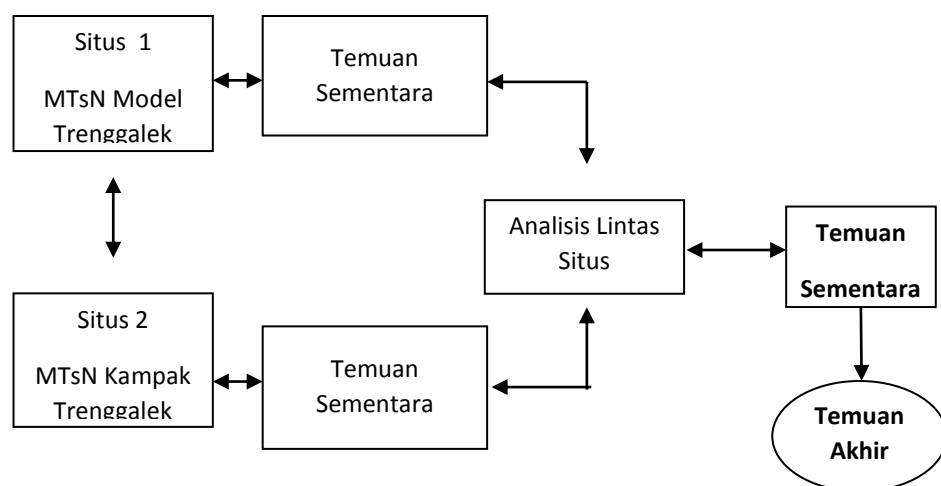 Situs 1
MTsN Model
Trenggalek
Temuan
Sementara
Analisis Lintas
Situs
Temuan
Sementara
Situs 2
MTsN Kampak
Trenggalek
Temuan
Sementara
Temuan
Akhir